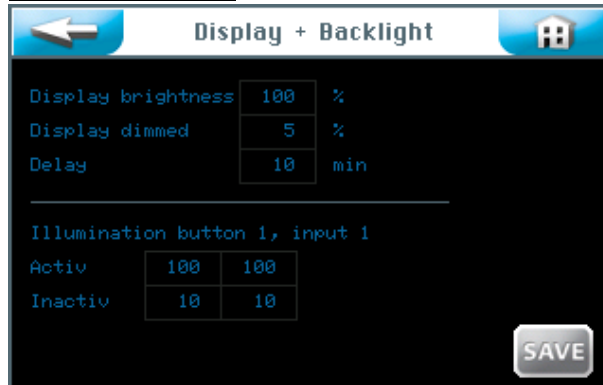 Display + Backlight
Display brightness 100 %
Display dimmed 5 %
Delay 10 min
Illumination button 1, input 1
Activ 100 100
Inactiv 10 10
SAVE